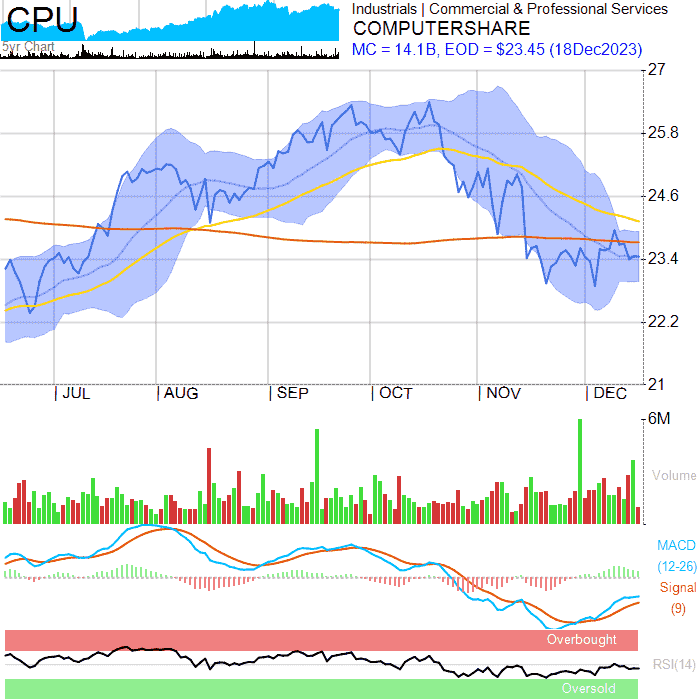 CPU
5yr Chart
Industrials | Commercial & Professional Services
COMPUTERSHARE
MC = 14.1B, EOD = $23.45 (18Dec2023)
27
25.8
24.6
23.4
22.2
21
JUL
AUG
SEP
OCT
NOV
DEC
6M
Volume
MACD
(12-26)
Signal
(9)
Overbought
RSI(14)
Oversold